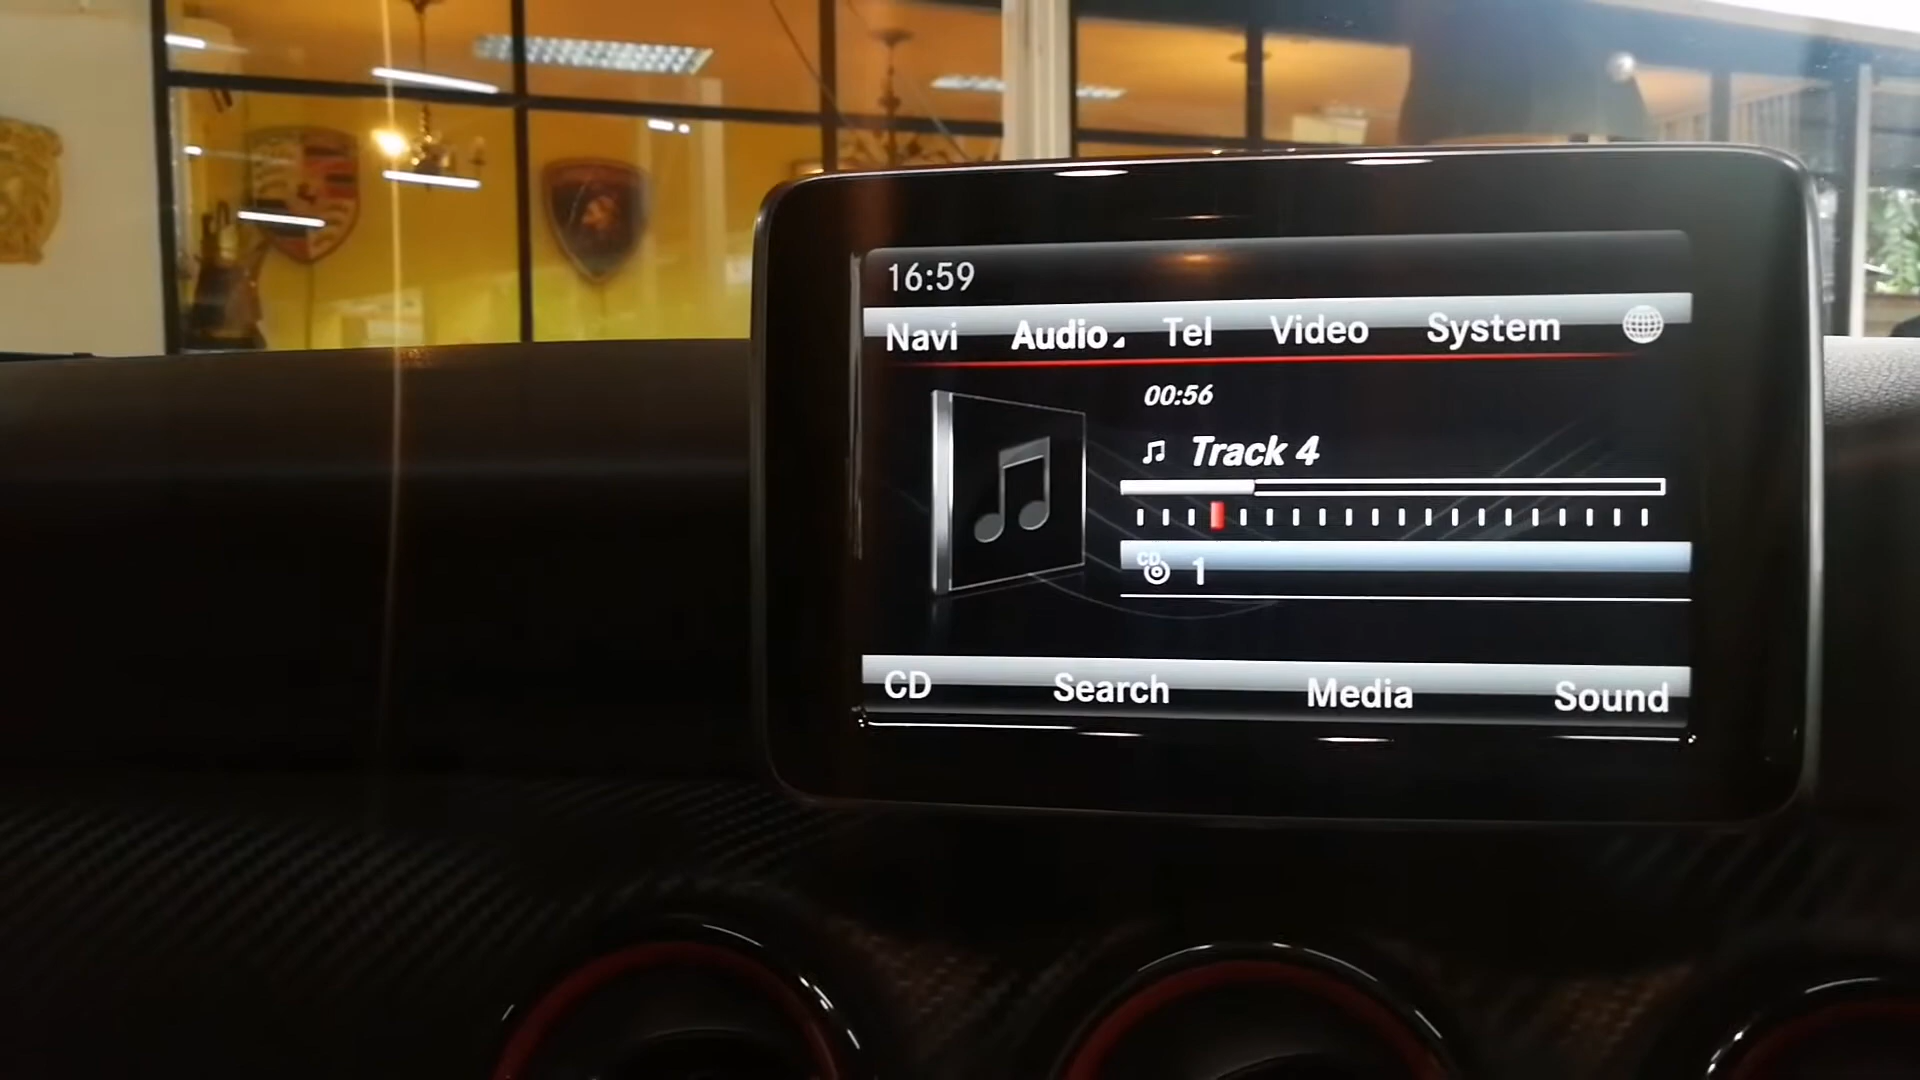 16:59
Navi Audio Tel Video System
00:56
Track 4
CD 1
CD Search Media Sound